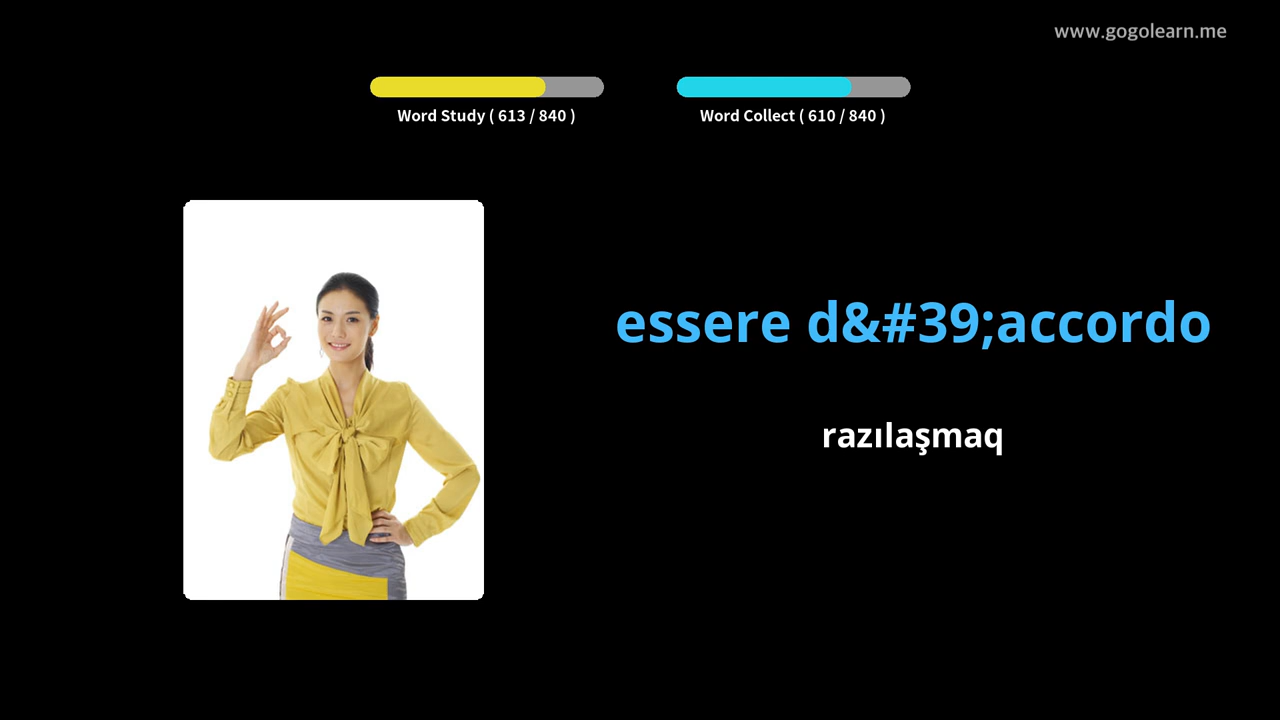 www.gogolearn.me
Word Study ( 613 / 840 )
Word Collect ( 610 / 840 )
essere d&#39;accordo
razılaşmaq